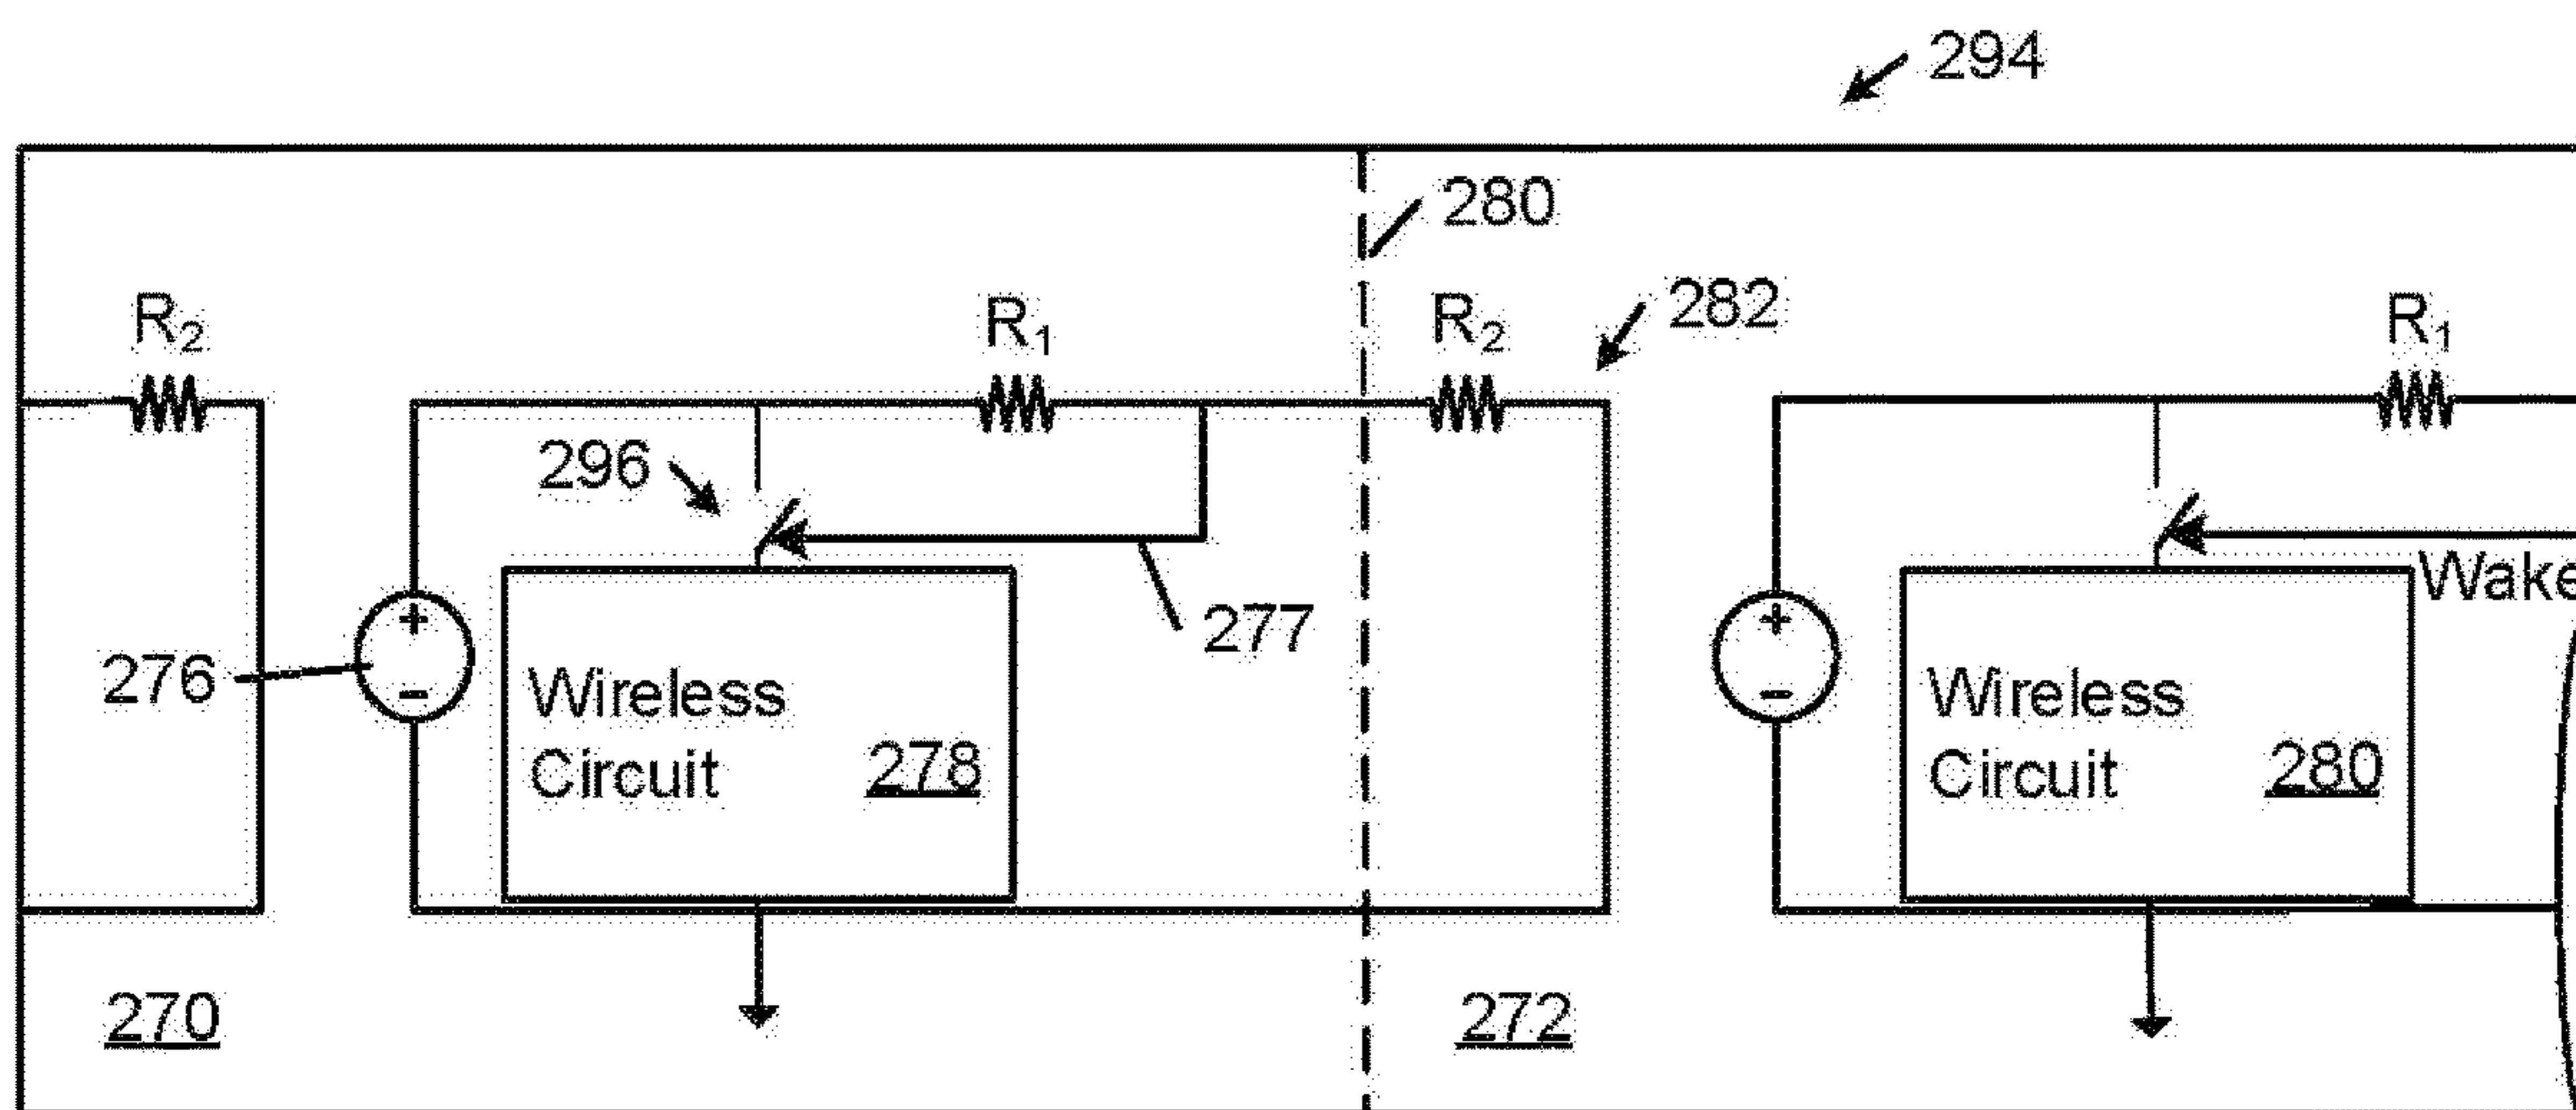 294
280
282
R2
R1
R2
R1
296
277
276
Wireless
Circuit
278
Wake
Wireless
Circuit
280
270
272
+
−
+
−